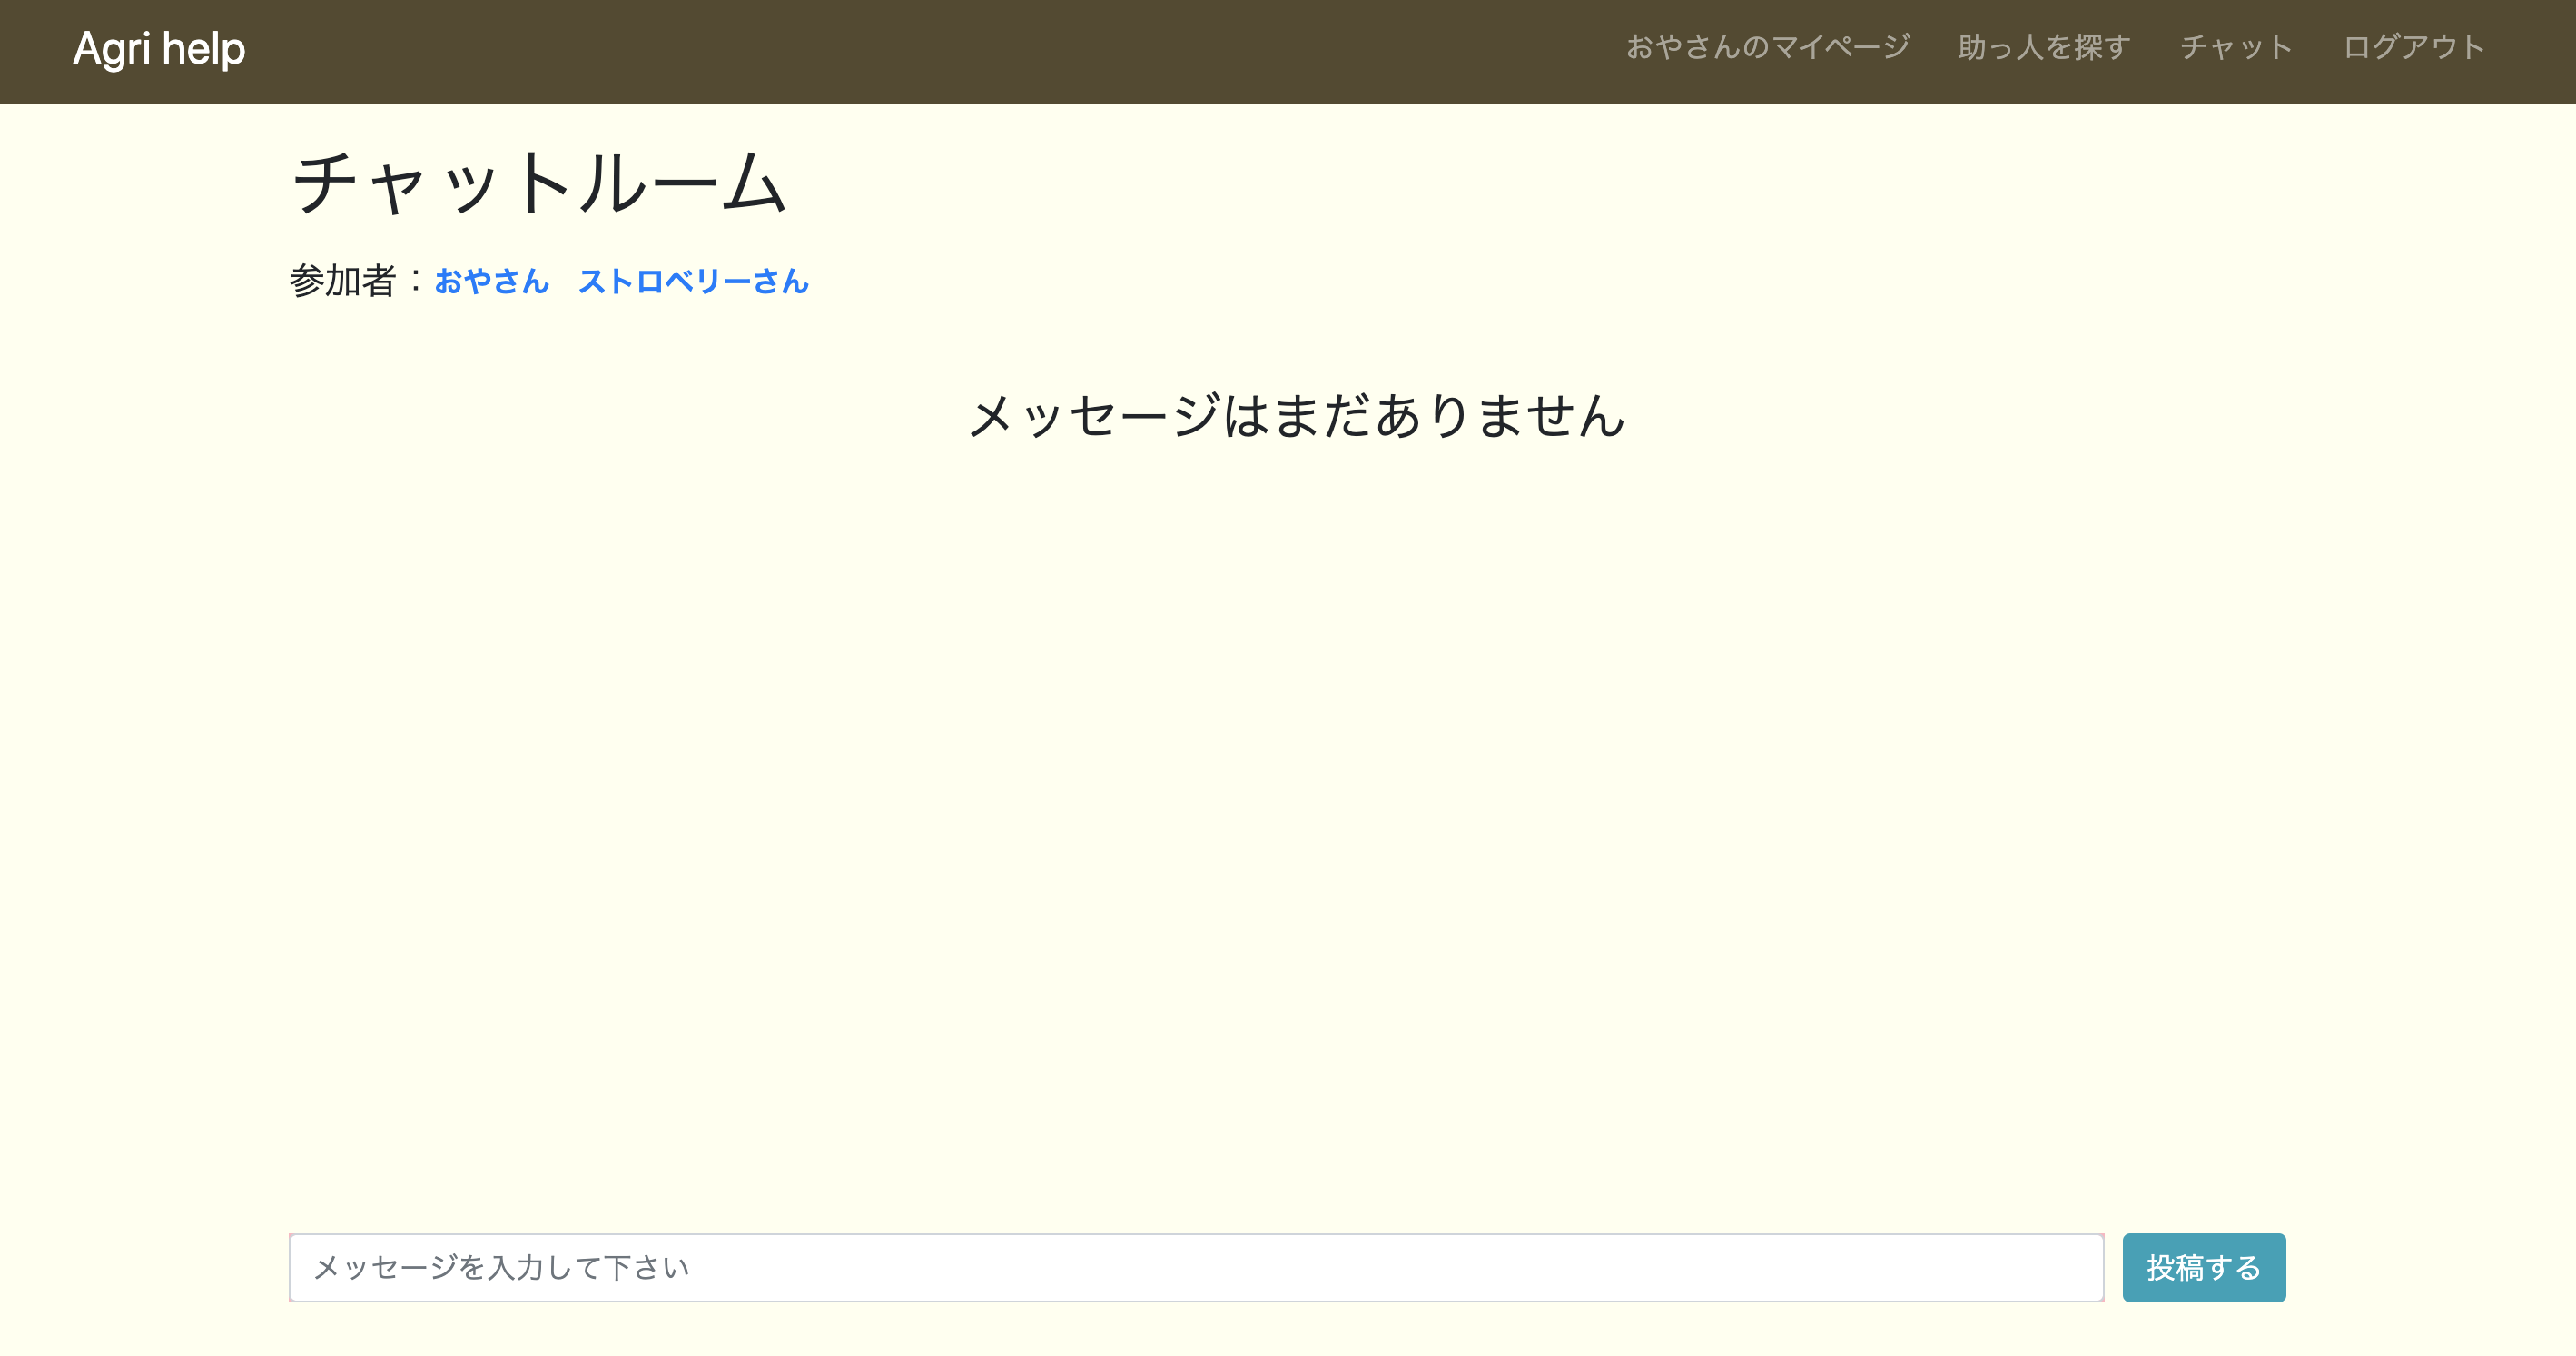 Agri help おやさんのマイページ 助っ人を探す チャット ログアウト
チャットルーム
参加者：おやさん ストロベリーさん
メッセージはまだありません
メッセージを入力して下さい 投稿する